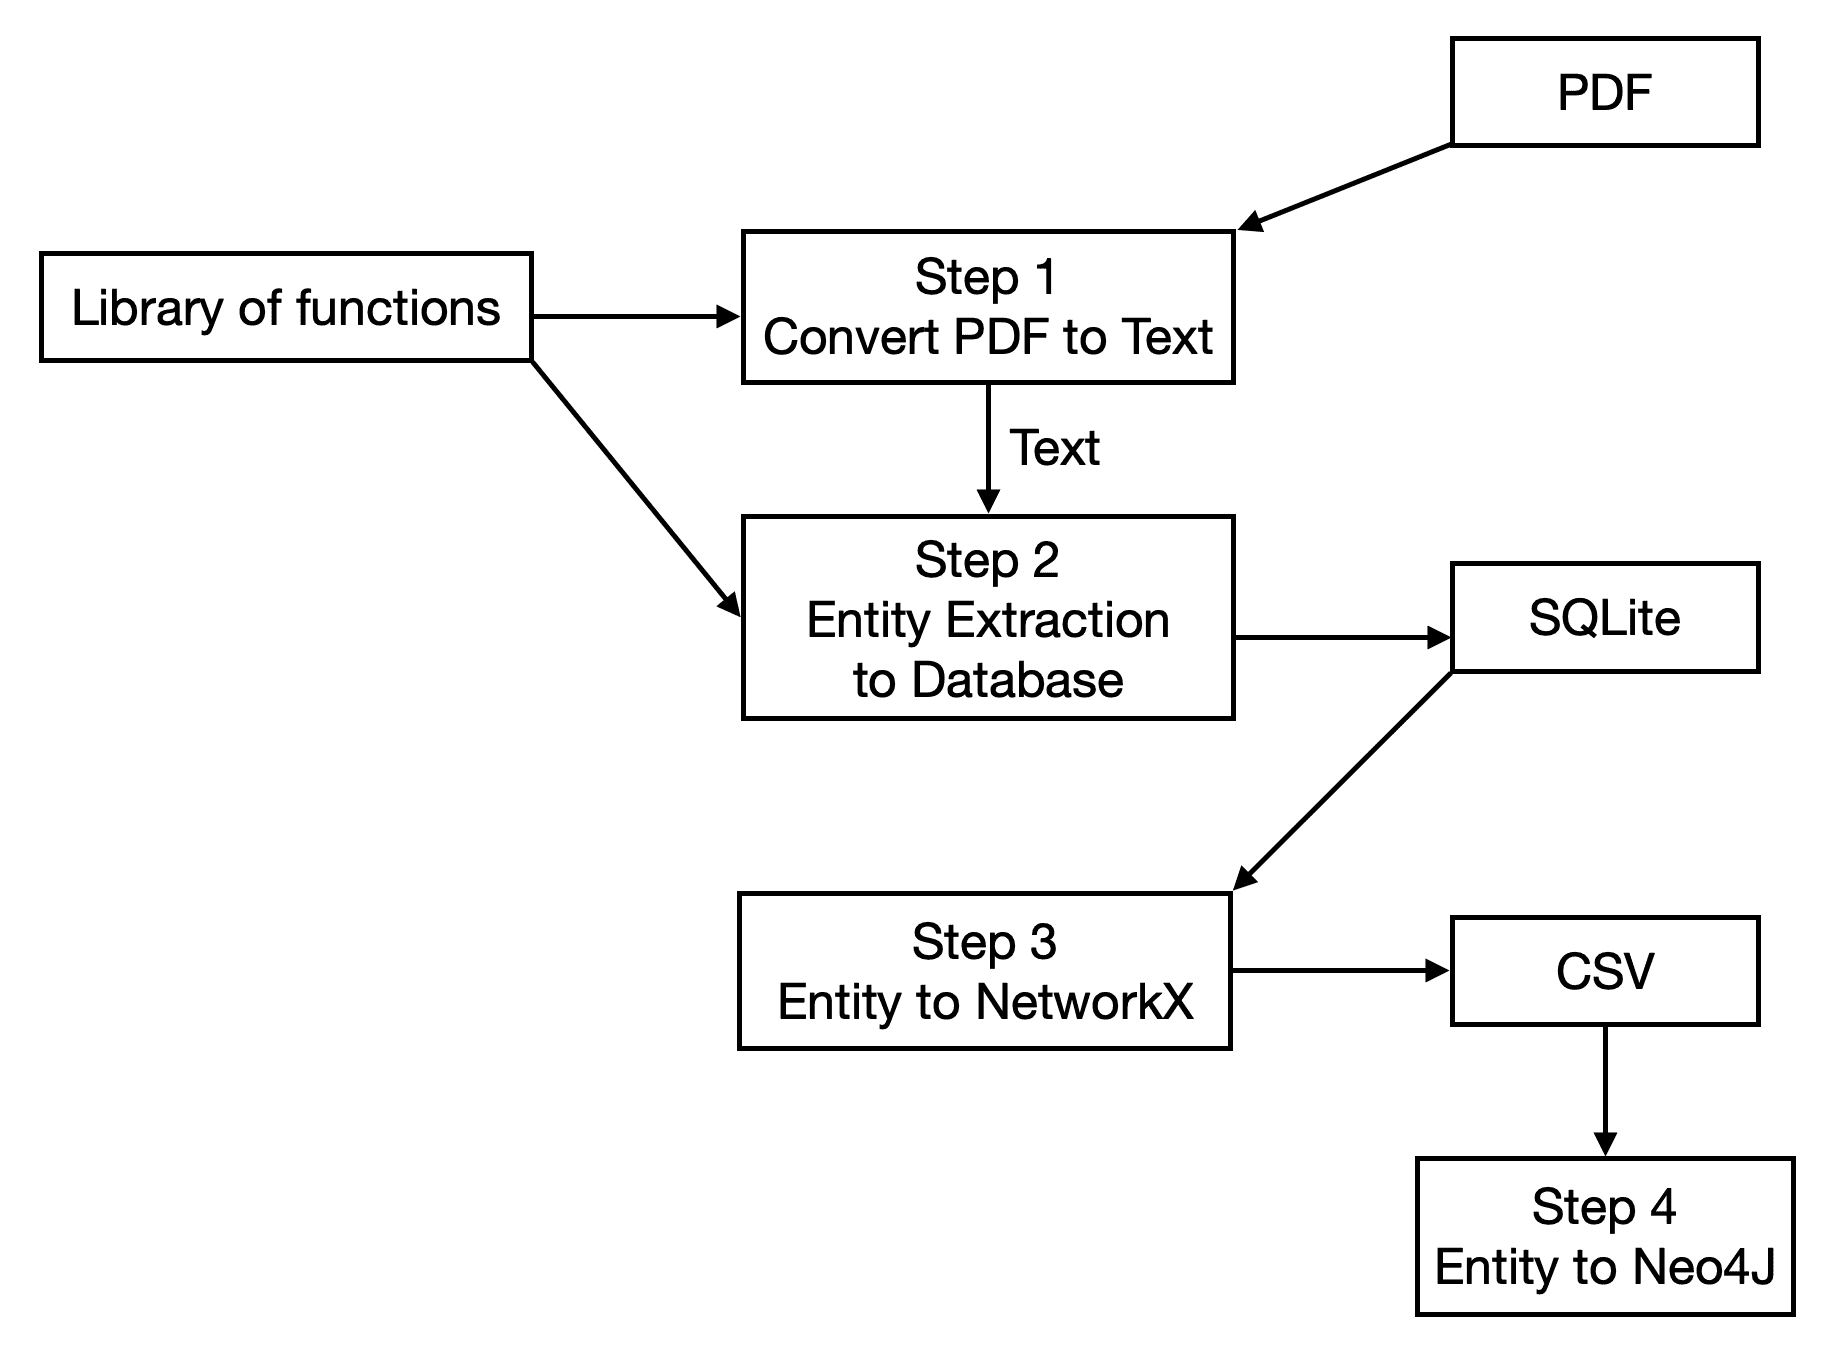 PDF
Library of functions
Step 1
Convert PDF to Text
Text
Step 2
Entity Extraction
to Database
SQLite
Step 3
Entity to NetworkX
CSV
Step 4
Entity to Neo4J